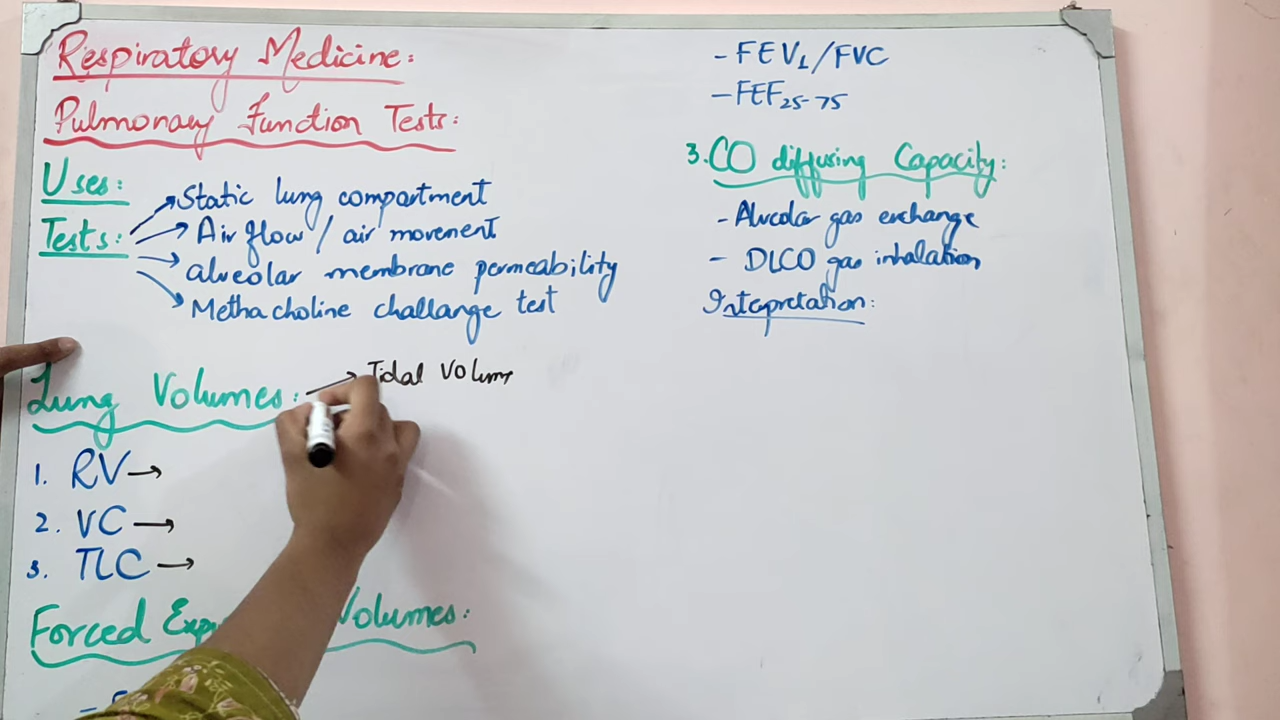 Respiratory Medicine:
Pulmonary Function Tests:
Uses:
Tests:
Static lung compartment
Air flow / air movement
alveolar membrane permeability
Methacholine challange test
Lung Volumes:
Tidal Volume
1. RV →
2. VC →
3. TLC →
Forced Volumes:
- FEV1/FVC
- FEF25-75
3. CO diffusing Capacity:
- Alveolar gas exchange
- DLCO gas inhalation
Intepretation: